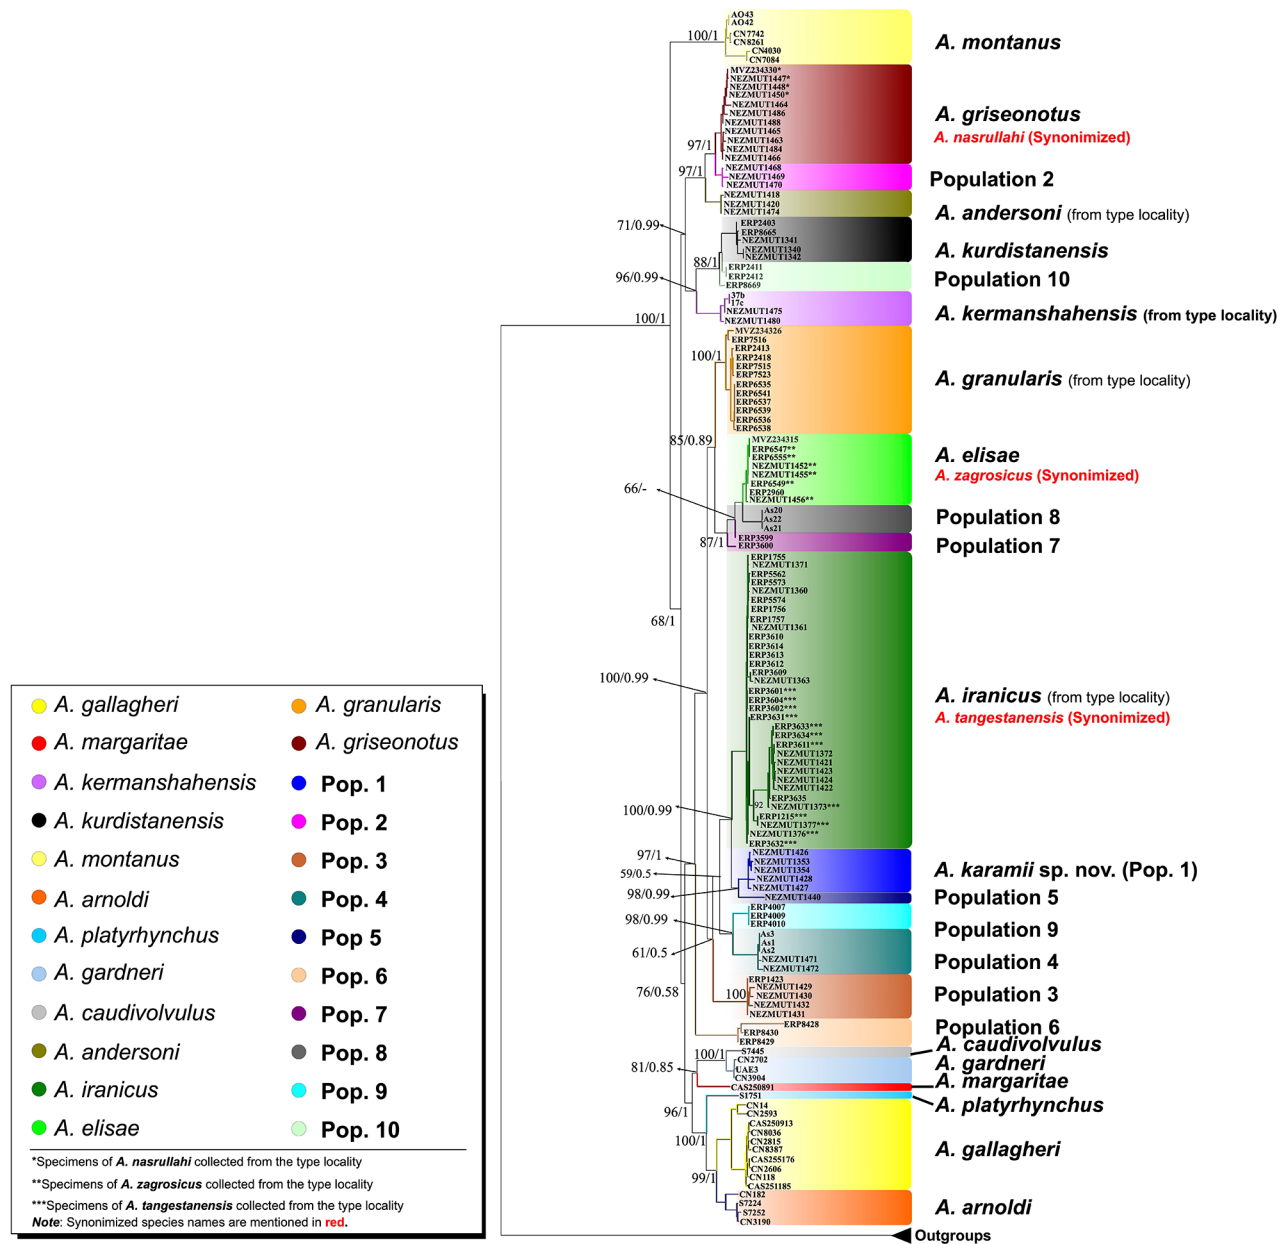 AO43
AO42
CN7742
CN8261
CN4030
CN7084
100/1
A. montanus
MVZ234330*
NEZMUT1447*
NEZMUT1448*
NEZMUT1450*
NEZMUT1464
NEZMUT1486
NEZMUT1488
NEZMUT1465
NEZMUT1463
NEZMUT1484
NEZMUT1466
97/1
A. griseonotus
A. nasrullahi (Synonimized)
NEZMUT1468
NEZMUT1469
NEZMUT1470
97/1
Population 2
NEZMUT1418
NEZMUT1420
NEZMUT1474
A. andersoni (from type locality)
71/0.99
ERP2403
ERP8665
NEZMUT1341
NEZMUT1340
NEZMUT1342
88/1
A. kurdistanensis
ERP2411
ERP2412
ERP8669
96/0.99
Population 10
37b
17c
NEZMUT1475
NEZMUT1480
A. kermanshahensis (from type locality)
100/1
MVZ234326
ERP7516
ERP2413
ERP2418
ERP7515
ERP7523
ERP6535
ERP6541
ERP6537
ERP6539
ERP6536
ERP6538
100/1
A. granularis (from type locality)
85/0.89
MVZ234315
ERP6547**
ERP6555**
NEZMUT1452**
NEZMUT1455**
ERP6549**
ERP2960
NEZMUT1456**
A. elisae
A. zagrosicus (Synonimized)
66/-
As20
As22
As21
Population 8
87/1
ERP3599
ERP3600
Population 7
ERP1755
NEZMUT1371
ERP5562
ERP5573
NEZMUT1360
ERP5574
ERP1756
ERP1757
NEZMUT1361
ERP3610
ERP3614
ERP3613
ERP3612
ERP3609
NEZMUT1363
ERP3601***
ERP3604***
ERP3602***
ERP3631***
ERP3633***
ERP3634***
ERP3611***
NEZMUT1372
NEZMUT1421
NEZMUT1423
NEZMUT1424
NEZMUT1422
ERP3635
NEZMUT1373***
ERP1215***
NEZMUT1377***
NEZMUT1376***
ERP3632***
68/1
100/0.99
92
100/0.99
A. iranicus (from type locality)
A. tangestanensis (Synonimized)
NEZMUT1426
NEZMUT1353
NEZMUT1354
NEZMUT1428
NEZMUT1427
97/1
59/0.5
A. karamii sp. nov. (Pop. 1)
98/0.99
NEZMUT1440
Population 5
ERP4007
ERP4009
ERP4010
98/0.99
Population 9
As3
As1
As2
NEZMUT1471
NEZMUT1472
61/0.5
Population 4
76/0.58
100
ERP1423
NEZMUT1429
NEZMUT1430
NEZMUT1432
NEZMUT1431
Population 3
ERP8428
ERP8430
ERP8429
Population 6
100/1
S7445
A. caudivolvulus
CN2702
UAE3
CN3904
A. gardneri
81/0.85
CAS250891
A. margaritae
S1751
A. platyrhynchus
96/1
CN14
CN2593
CAS250913
CN8036
CN2815
CN8387
CAS255176
CN2606
CN118
CAS251185
100/1
A. gallagheri
99/1
CN182
S7224
S7252
CN3190
A. arnoldi
Outgroups
A. gallagheri
A. margaritae
A. kermanshahensis
A. kurdistanensis
A. montanus
A. arnoldi
A. platyrhynchus
A. gardneri
A. caudivolvulus
A. andersoni
A. iranicus
A. elisae
A. granularis
A. griseonotus
Pop. 1
Pop. 2
Pop. 3
Pop. 4
Pop 5
Pop. 6
Pop. 7
Pop. 8
Pop. 9
Pop. 10
*Specimens of A. nasrullahi collected from the type locality
**Specimens of A. zagrosicus collected from the type locality
***Specimens of A. tangestanensis collected from the type locality
Note: Synonimized species names are mentioned in red.